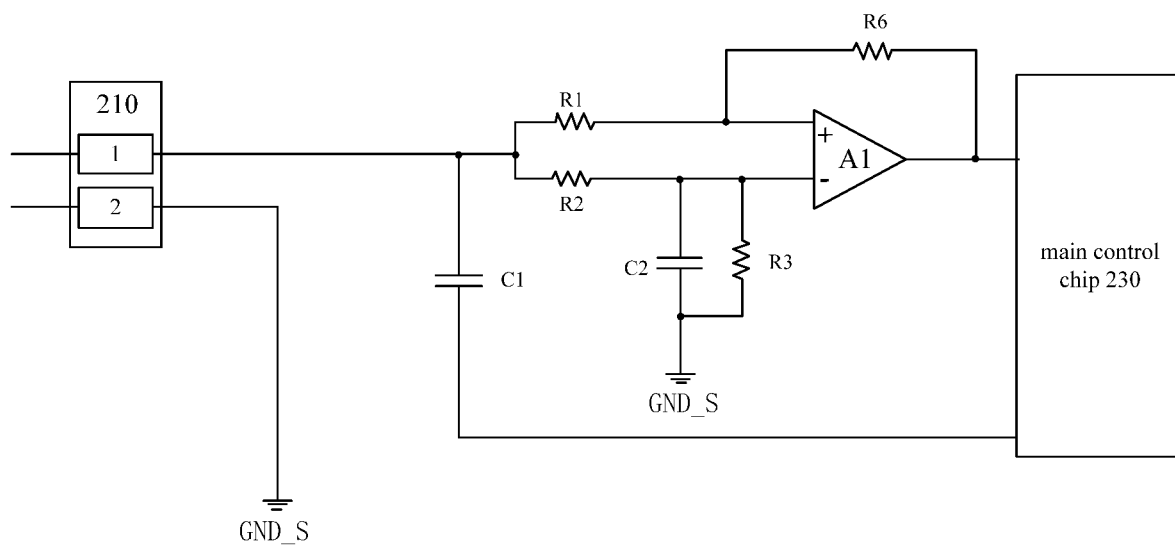 R6
210
R1
1
+
A1
-
2
R2
C2
R3
main control
chip 230
C1
GND_S
GND_S